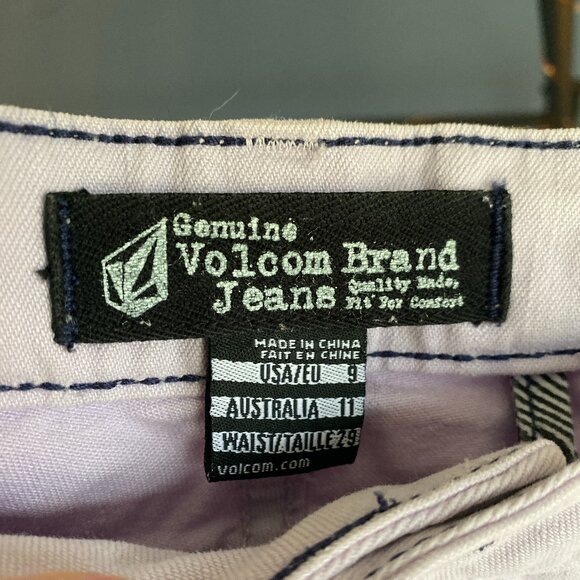 Genuine
Volcom Brand
Jeans Quality Made,
Fit For Comfort
MADE IN CHINA
FAIT EN CHINE
USA/EU 9
AUSTRALIA 11
WAIST/TAILLE 29
volcom.com